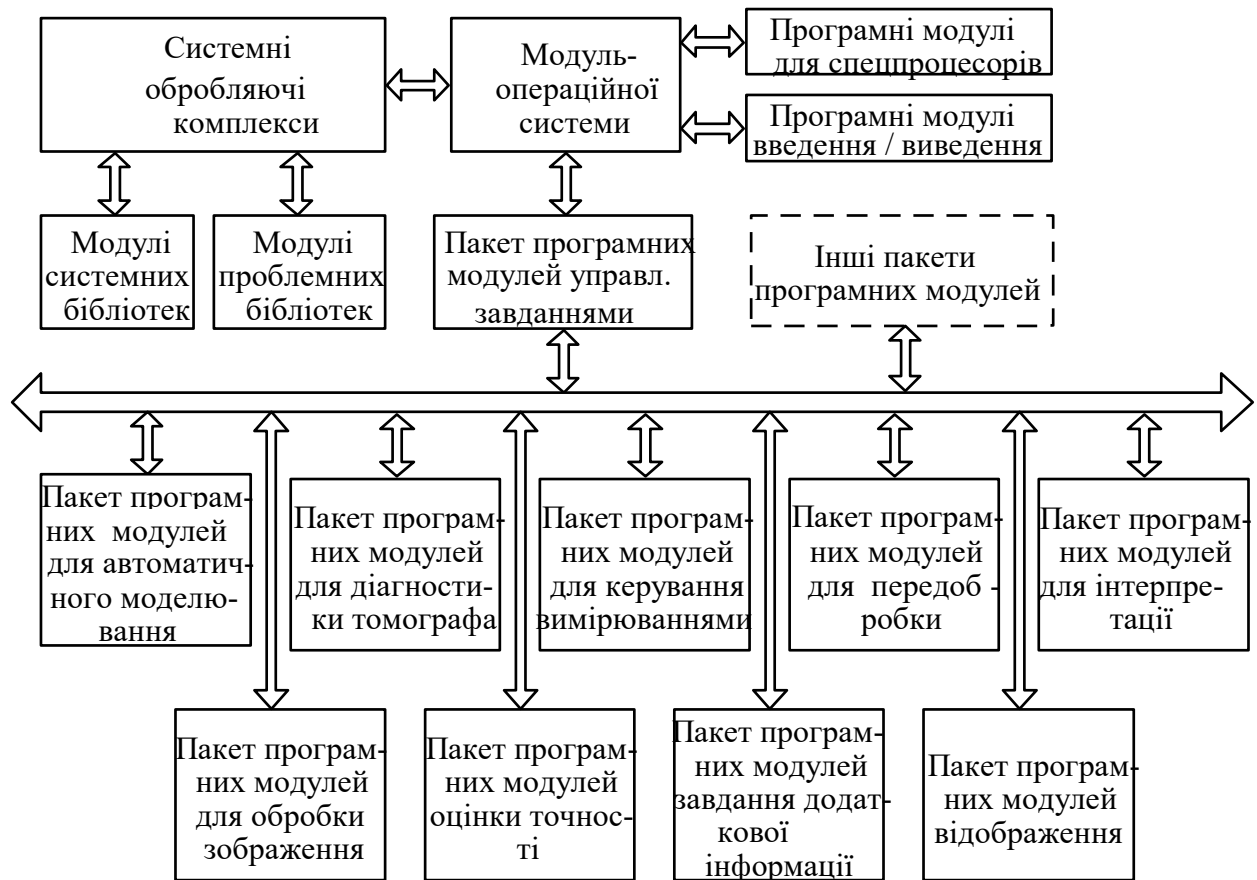 Системні
обробляючі
комплекси
Модуль-
операційної
системи
Програмні модулі
для спецпроцесорів
Програмні модулі
введення / виведення
Модулі
системних
бібліотек
Модулі
проблемних
бібліотек
Пакет програмних
модулей управл.
завданнями
Інші пакети
програмних модулей
Пакет програм-
них модулей
для автоматич-
ного моделю-
вання
Пакет програм-
них модулей
для діагности-
ки томографа
Пакет програм-
них модулей
для керування
вимірюваннями
Пакет програм-
них модулей
для передоб -
робки
Пакет програм-
них модулей
для інтерпре-
тації
Пакет програм-
них модулей
для обробки
зображення
Пакет програм-
них модулей
оцінки точнос-
ті
Пакет програм-
них модулей
завдання додат-
кової
інформації
Пакет програм-
них модулей
відображення